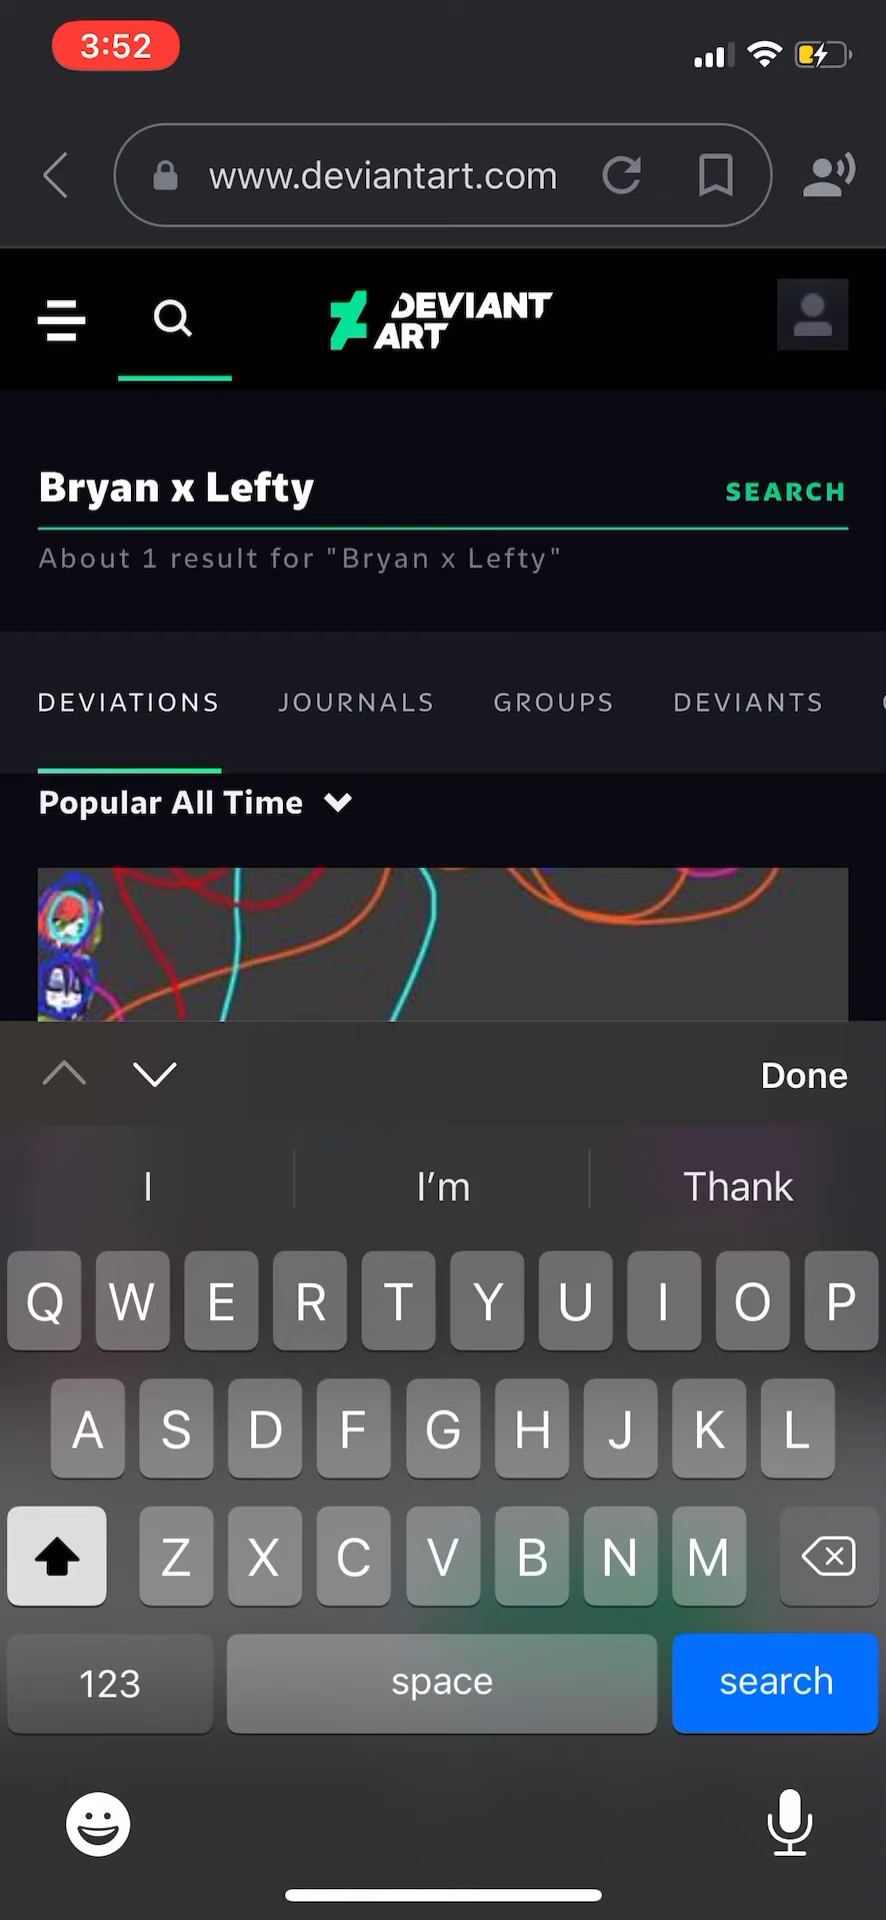 3:52
www.deviantart.com
DEVIANT
ART
Bryan x Lefty
SEARCH
About 1 result for "Bryan x Lefty"
DEVIATIONS JOURNALS GROUPS DEVIANTS
Popular All Time
Done
I I’m Thank
Q W E R T Y U I O P
A S D F G H J K L
Z X C V B N M
123 space search